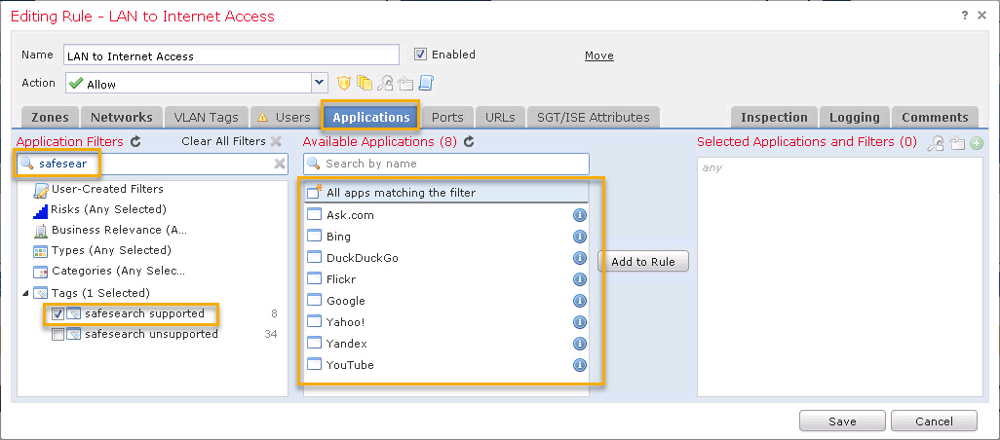 Editing Rule - LAN to Internet Access
?
Name LAN to Internet Access Enabled Move
Action Allow
Zones Networks VLAN Tags Users Applications Ports URLs SGT/ISE Attributes Inspection Logging Comments
Application Filters Clear All Filters Available Applications (8) Selected Applications and Filters (0)
safesear Search by name any
User-Created Filters All apps matching the filter
Risks (Any Selected) Ask.com
Business Relevance (A... Bing
Types (Any Selected) DuckDuckGo Add to Rule
Categories (Any Selec... Flickr
Tags (1 Selected) Google
safesearch supported 8 Yahoo!
safesearch unsupported 34 Yandex
YouTube
Save Cancel